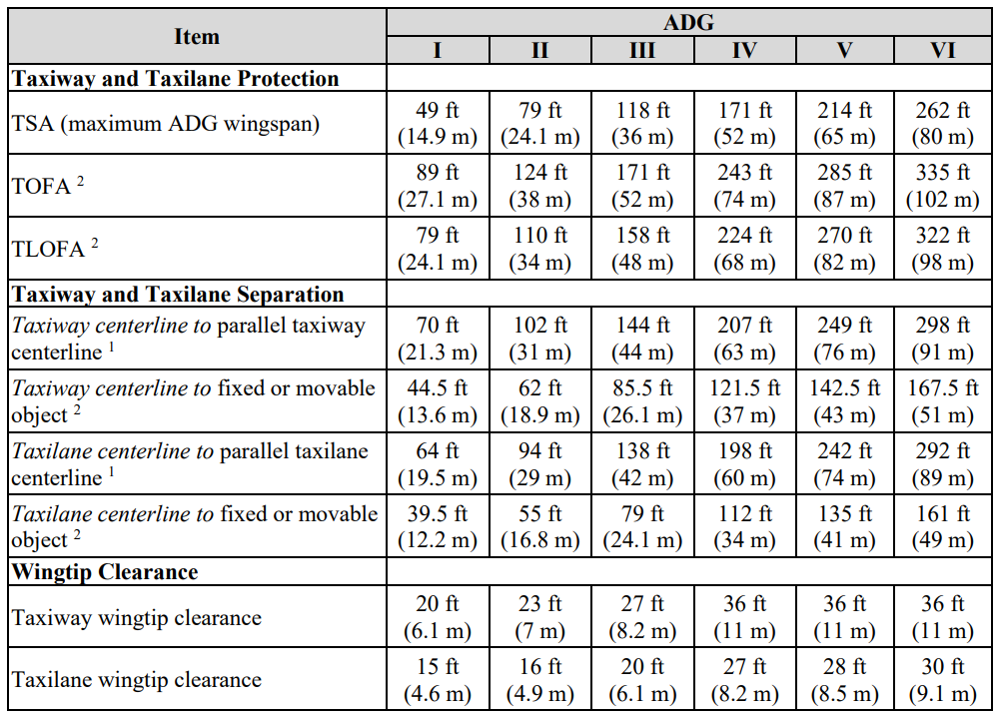 Item ADG
I II III IV V VI
Taxiway and Taxilane Protection
TSA (maximum ADG wingspan) 49 ft (14.9 m) 79 ft (24.1 m) 118 ft (36 m) 171 ft (52 m) 214 ft (65 m) 262 ft (80 m)
TOFA 2 89 ft (27.1 m) 124 ft (38 m) 171 ft (52 m) 243 ft (74 m) 285 ft (87 m) 335 ft (102 m)
TLOFA 2 79 ft (24.1 m) 110 ft (34 m) 158 ft (48 m) 224 ft (68 m) 270 ft (82 m) 322 ft (98 m)
Taxiway and Taxilane Separation
Taxiway centerline to parallel taxiway centerline 1 70 ft (21.3 m) 102 ft (31 m) 144 ft (44 m) 207 ft (63 m) 249 ft (76 m) 298 ft (91 m)
Taxiway centerline to fixed or movable object 2 44.5 ft (13.6 m) 62 ft (18.9 m) 85.5 ft (26.1 m) 121.5 ft (37 m) 142.5 ft (43 m) 167.5 ft (51 m)
Taxilane centerline to parallel taxilane centerline 1 64 ft (19.5 m) 94 ft (29 m) 138 ft (42 m) 198 ft (60 m) 242 ft (74 m) 292 ft (89 m)
Taxilane centerline to fixed or movable object 2 39.5 ft (12.2 m) 55 ft (16.8 m) 79 ft (24.1 m) 112 ft (34 m) 135 ft (41 m) 161 ft (49 m)
Wingtip Clearance
Taxiway wingtip clearance 20 ft (6.1 m) 23 ft (7 m) 27 ft (8.2 m) 36 ft (11 m) 36 ft (11 m) 36 ft (11 m)
Taxilane wingtip clearance 15 ft (4.6 m) 16 ft (4.9 m) 20 ft (6.1 m) 27 ft (8.2 m) 28 ft (8.5 m) 30 ft (9.1 m)